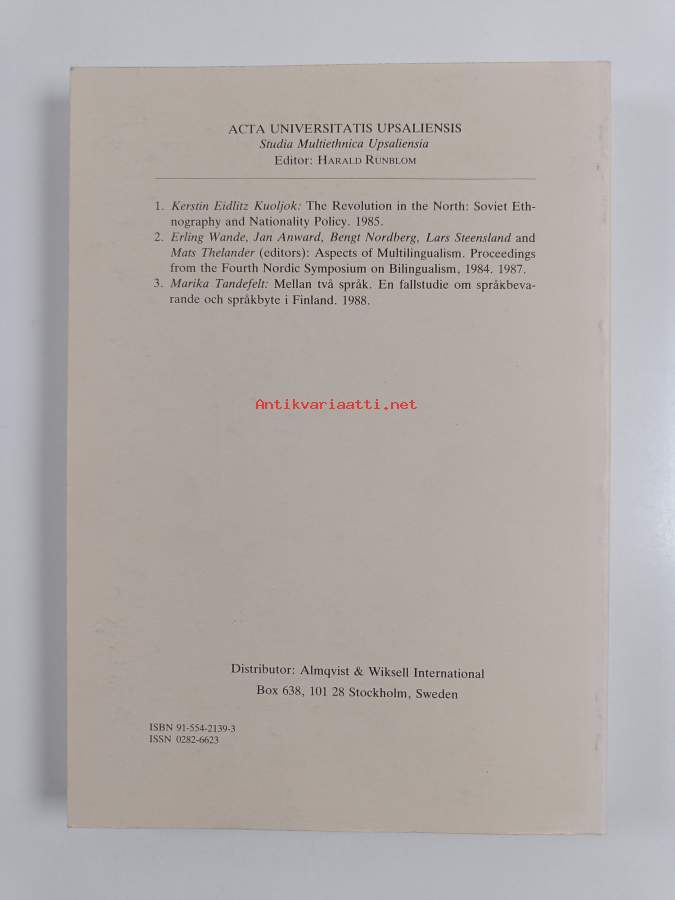 ACTA UNIVERSITATIS UPSALIENSIS
Studia Multiethnica Upsaliensia
Editor: HARALD RUNBLOM
1. Kerstin Eidlitz Kuoljok: The Revolution in the North: Soviet Eth-
nography and Nationality Policy. 1985.
2. Erling Wande, Jan Anward, Bengt Nordberg, Lars Steensland and
Mats Thelander (editors): Aspects of Multilingualism. Proceedings
from the Fourth Nordic Symposium on Bilingualism, 1984. 1987.
3. Marika Tandefelt: Mellan två språk. En fallstudie om språkbeva-
rande och språkbyte i Finland. 1988.
Antikvariaatti.net
Distributor: Almqvist & Wiksell International
Box 638, 101 28 Stockholm, Sweden
ISBN 91-554-2139-3
ISSN 0282-6623